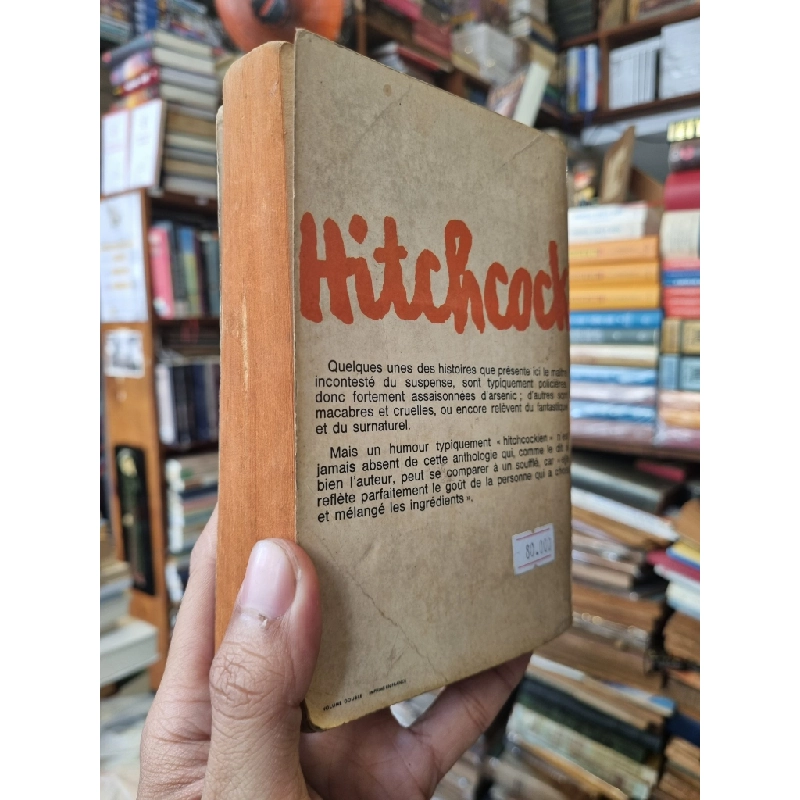 Hitchcock
Quelques unes des histoires que présente ici le
incontesté du suspense, sont typiquement policières,
donc fortement assaisonnées d'arsenic ; d'autres
macabres et cruelles, ou encore relèvent du fantastique
et du surnaturel.
Mais un humour typiquement « hitchcockien »
jamais absent de cette anthologie qui, comme le dit
bien l'auteur, peut se comparer à un soufflé, car
reflète parfaitement le goût de la personne qui a
et mélangé les ingrédients ».
80.000